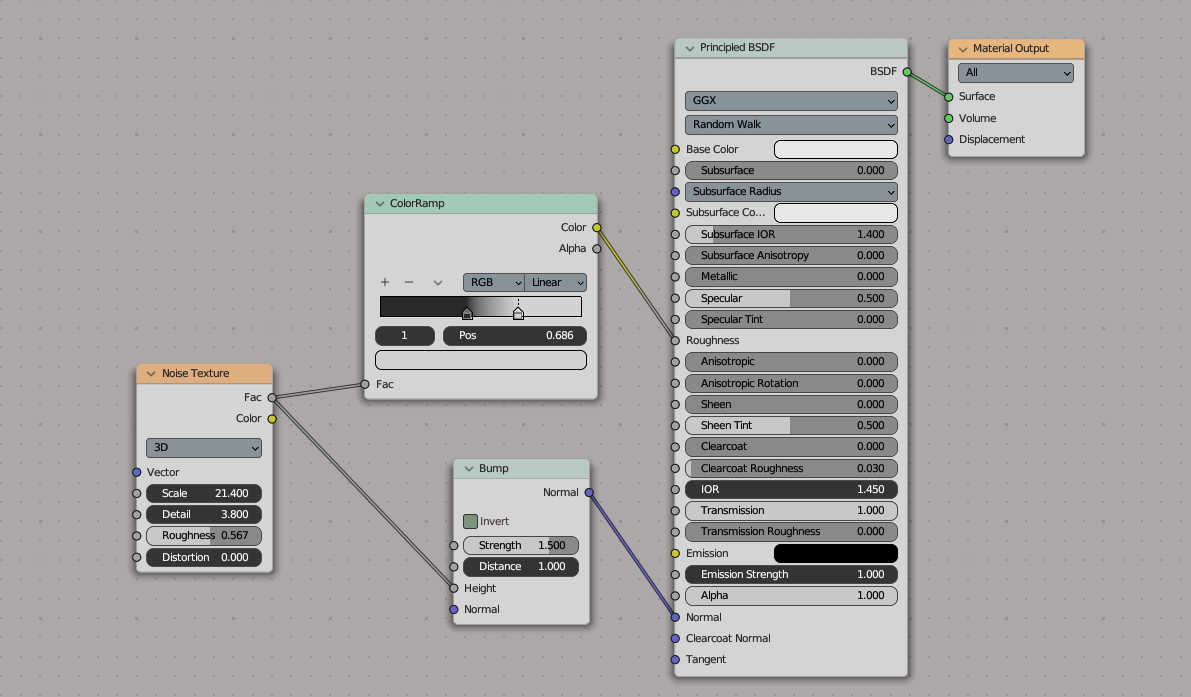 Noise Texture
Fac
Color
3D
Vector
Scale 21.400
Detail 3.800
Roughness 0.567
Distortion 0.000
ColorRamp
Color
Alpha
+ − RGB Linear
1 Pos 0.686
Fac
Bump
Normal
Invert
Strength 1.500
Distance 1.000
Height
Normal
Principled BSDF
BSDF
GGX
Random Walk
Base Color
Subsurface 0.000
Subsurface Radius
Subsurface Co...
Subsurface IOR 1.400
Subsurface Anisotropy 0.000
Metallic 0.000
Specular 0.500
Specular Tint 0.000
Roughness
Anisotropic 0.000
Anisotropic Rotation 0.000
Sheen 0.000
Sheen Tint 0.500
Clearcoat 0.000
Clearcoat Roughness 0.030
IOR 1.450
Transmission 1.000
Transmission Roughness 0.000
Emission
Emission Strength 1.000
Alpha 1.000
Normal
Clearcoat Normal
Tangent
Material Output
All
Surface
Volume
Displacement